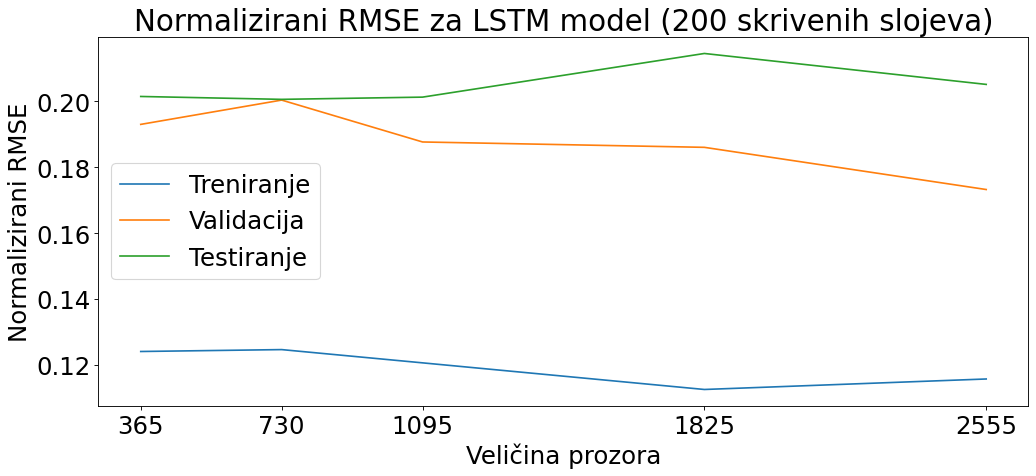 Normalizirani RMSE za LSTM model (200 skrivenih slojeva)
Normalizirani RMSE
0.20
0.18
0.16
0.14
0.12
Treniranje
Validacija
Testiranje
365 730 1095 1825 2555
Veličina prozora